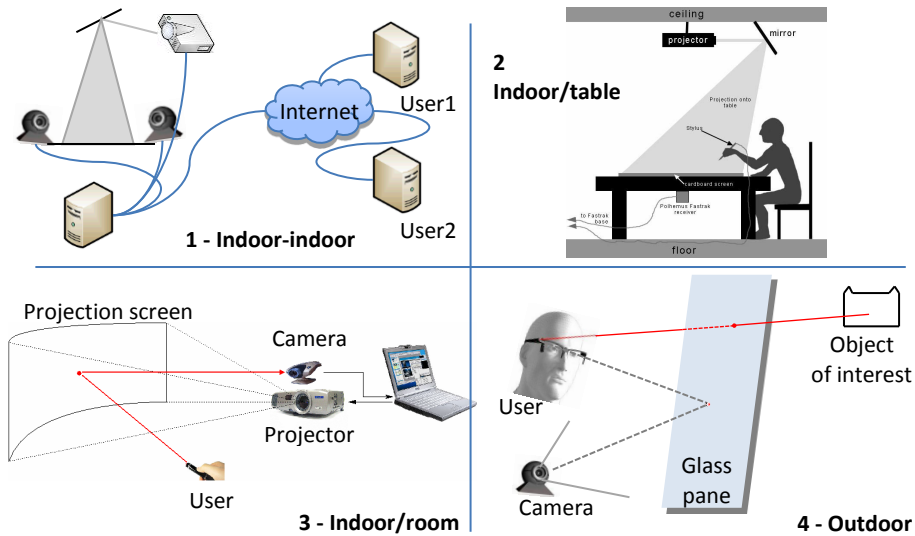 Internet
User1
User2
1 - Indoor-indoor
2
Indoor/table
ceiling
projector
mirror
Projection onto
table
Stylus
cardboard screen
Polhemus Fastrak
receiver
to Fastrak
base
floor
Projection screen
Camera
Projector
User
3 - Indoor/room
User
Camera
Glass
pane
Object
of interest
4 - Outdoor